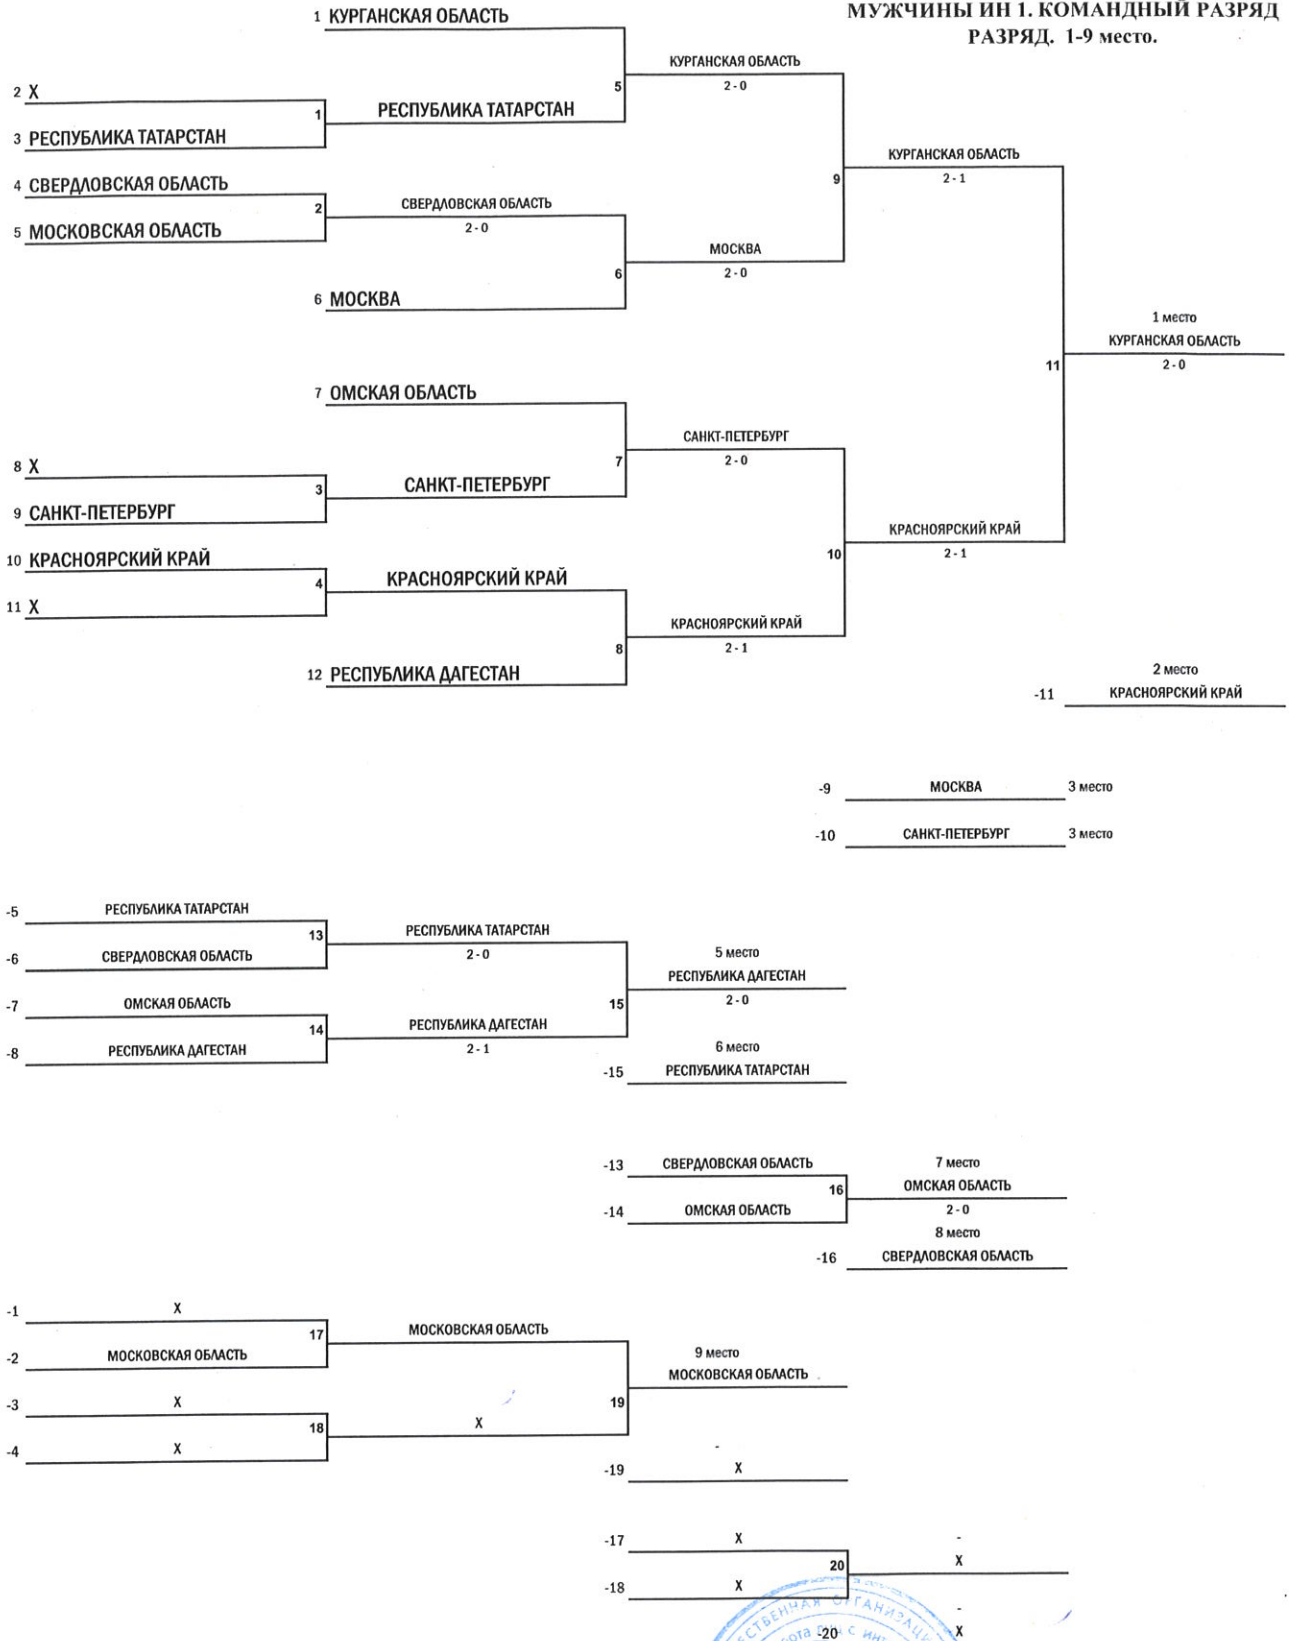 МУЖЧИНЫ ИН 1. КОМАНДНЫЙ РАЗРЯД
РАЗРЯД. 1-9 место.
1 КУРГАНСКАЯ ОБЛАСТЬ
КУРГАНСКАЯ ОБЛАСТЬ
5
2 - 0
2 X
1
РЕСПУБЛИКА ТАТАРСТАН
3 РЕСПУБЛИКА ТАТАРСТАН
КУРГАНСКАЯ ОБЛАСТЬ
9
2 - 1
4 СВЕРДЛОВСКАЯ ОБЛАСТЬ
2
СВЕРДЛОВСКАЯ ОБЛАСТЬ
2 - 0
5 МОСКОВСКАЯ ОБЛАСТЬ
МОСКВА
6
2 - 0
6 МОСКВА
1 место
КУРГАНСКАЯ ОБЛАСТЬ
11
2 - 0
7 ОМСКАЯ ОБЛАСТЬ
САНКТ-ПЕТЕРБУРГ
7
2 - 0
8 X
3
САНКТ-ПЕТЕРБУРГ
9 САНКТ-ПЕТЕРБУРГ
КРАСНОЯРСКИЙ КРАЙ
10
2 - 1
10 КРАСНОЯРСКИЙ КРАЙ
4
КРАСНОЯРСКИЙ КРАЙ
11 X
КРАСНОЯРСКИЙ КРАЙ
8
2 - 1
12 РЕСПУБЛИКА ДАГЕСТАН
2 место
-11 КРАСНОЯРСКИЙ КРАЙ
-9 МОСКВА 3 место
-10 САНКТ-ПЕТЕРБУРГ 3 место
-5 РЕСПУБЛИКА ТАТАРСТАН
13
РЕСПУБЛИКА ТАТАРСТАН
2 - 0
-6 СВЕРДЛОВСКАЯ ОБЛАСТЬ
5 место
РЕСПУБЛИКА ДАГЕСТАН
15
2 - 0
-7 ОМСКАЯ ОБЛАСТЬ
14
РЕСПУБЛИКА ДАГЕСТАН
2 - 1
-8 РЕСПУБЛИКА ДАГЕСТАН
6 место
-15 РЕСПУБЛИКА ТАТАРСТАН
-13 СВЕРДЛОВСКАЯ ОБЛАСТЬ
7 место
16
ОМСКАЯ ОБЛАСТЬ
-14 ОМСКАЯ ОБЛАСТЬ
2 - 0
8 место
-16 СВЕРДЛОВСКАЯ ОБЛАСТЬ
-1 X
17
МОСКОВСКАЯ ОБЛАСТЬ
-2 МОСКОВСКАЯ ОБЛАСТЬ
9 место
МОСКОВСКАЯ ОБЛАСТЬ
19
-3 X
18
X
-4 X
-
-19 X
-17 X
-
20
X
-18 X
-
-20 X